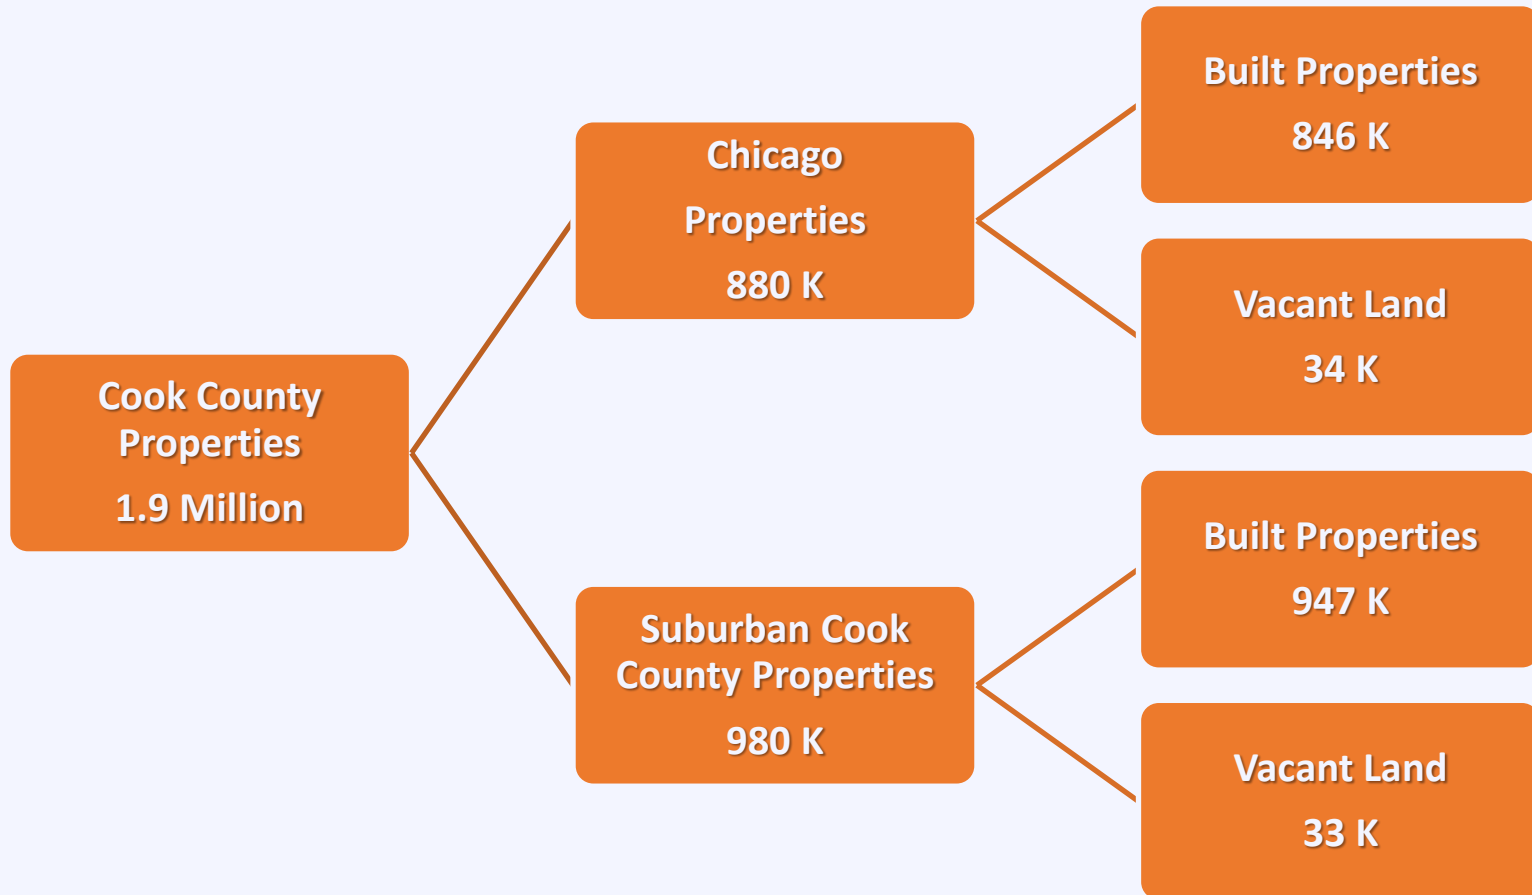 Cook County
Properties
1.9 Million
Chicago
Properties
880 K
Suburban Cook
County Properties
980 K
Built Properties
846 K
Vacant Land
34 K
Built Properties
947 K
Vacant Land
33 K